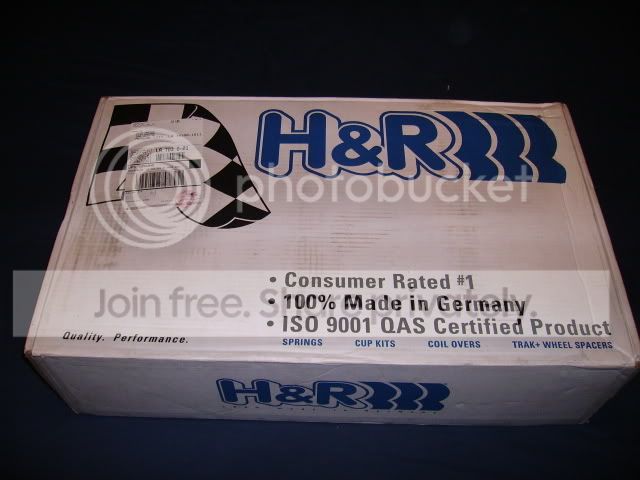 H&R
photobucket
• Consumer Rated #1
• 100% Made in Germany
Join free. Share privately.
• ISO 9001 QAS Certified Product
Quality. Performance.
SPRINGS CUP KITS COIL OVERS TRAK+ WHEEL SPACERS
H&R